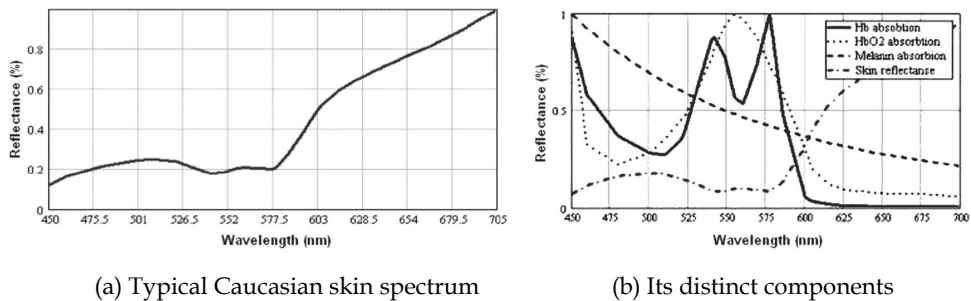 Reflectance (%)
0.8
0.6
0.4
0.2
0
450 475.5 501 526.5 552 577.5 603 628.5 654 679.5 705
Wavelength (nm)
(a) Typical Caucasian skin spectrum
Reflectance (%)
1
0.5
0
Hb absobtion
HbO2 absorbtion
Melanin absorbion
Skin reflectanse
450 475 500 525 550 575 600 625 650 675 700
Wavelength (nm)
(b) Its distinct components